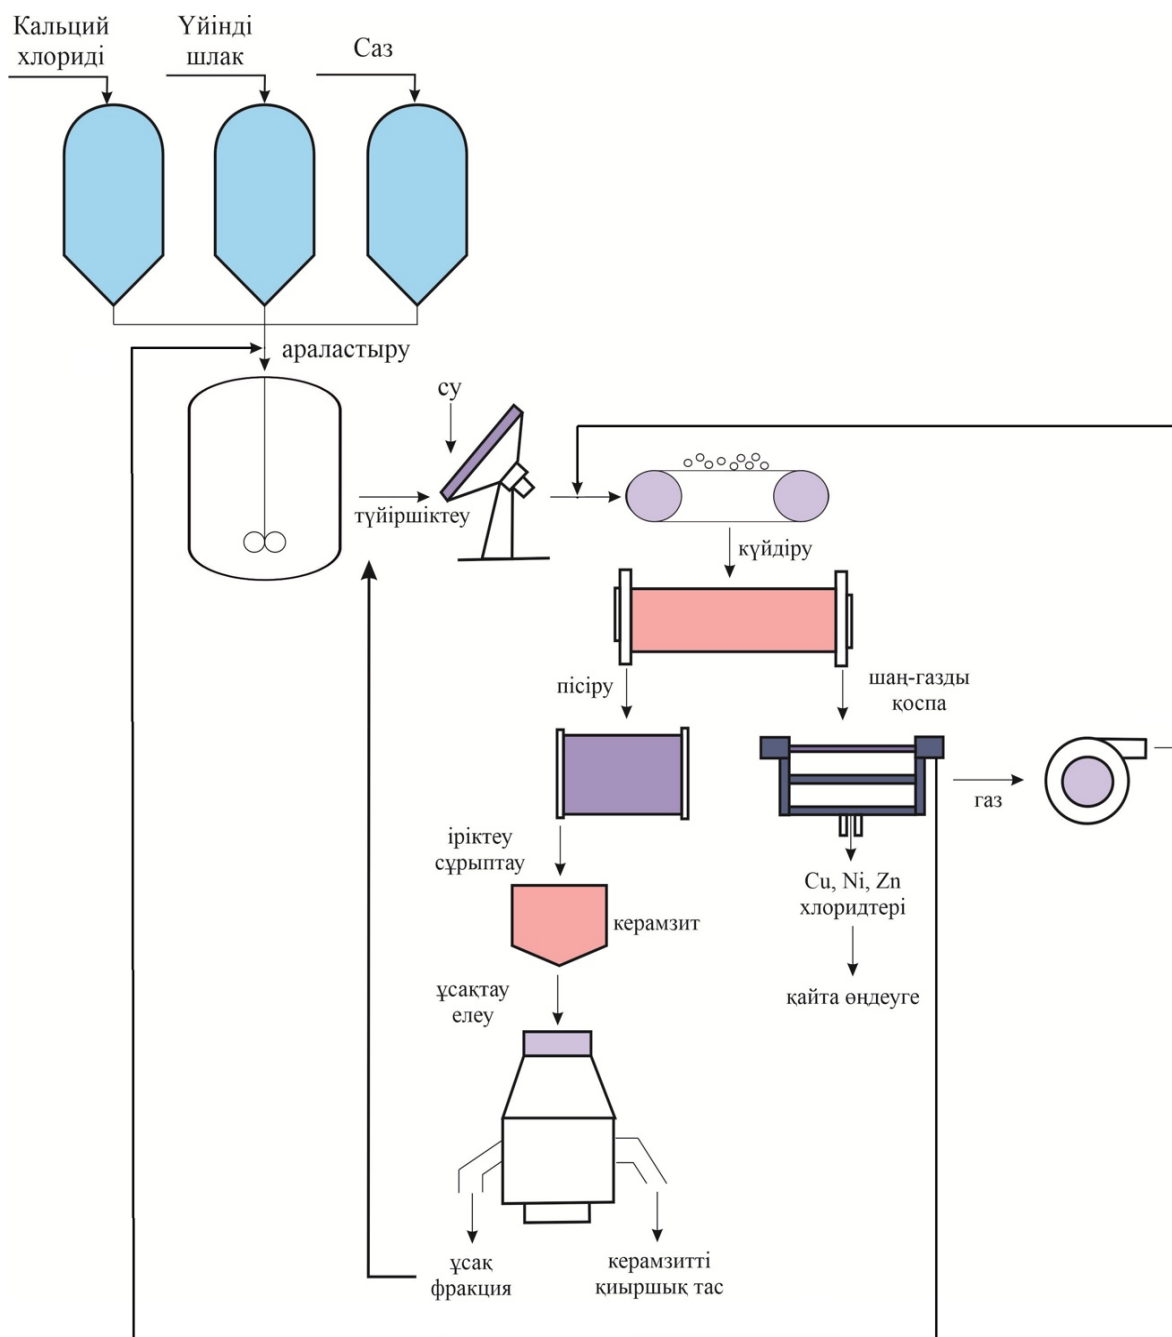 Кальций
хлориді
Үйінді
шлак
Саз
араластыру
су
түйіршіктеу
күйдіру
пісіру
шаң-газды
қоспа
газ
іріктеу
сұрыптау
Cu, Ni, Zn
хлоридтері
керамзит
ұсақтау
елеу
қайта өңдеуге
ұсақ
фракция
керамзитті
қиыршық тас